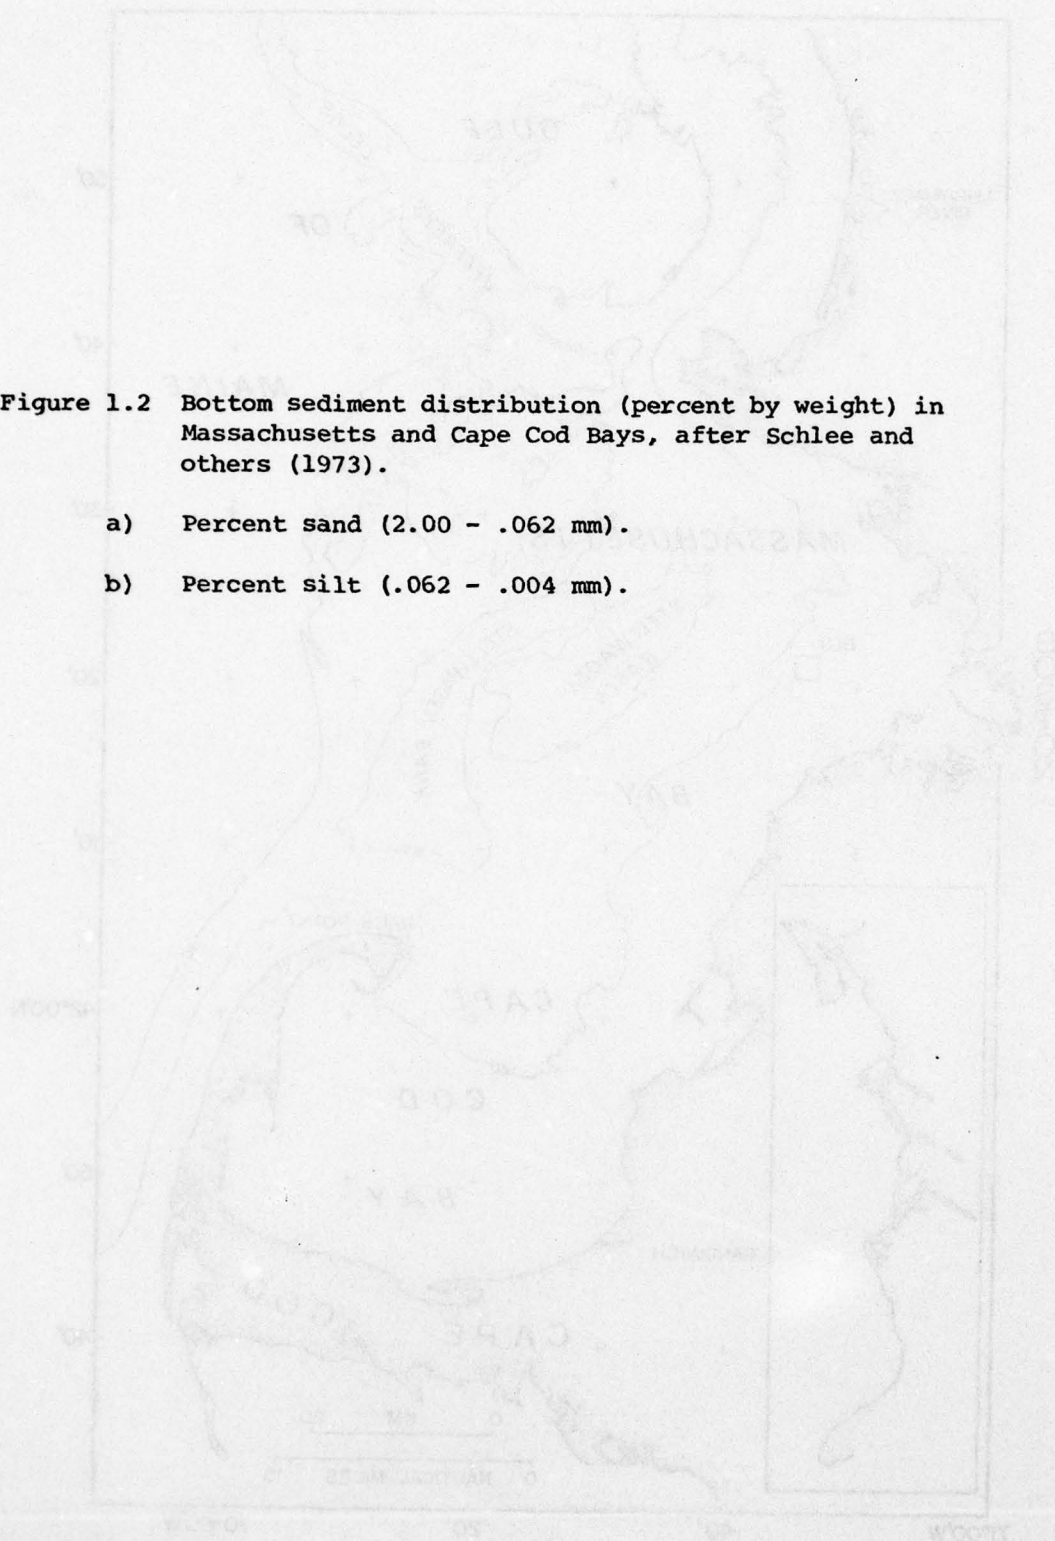 Figure 1.2 Bottom sediment distribution (percent by weight) in
Massachusetts and Cape Cod Bays, after Schlee and
others (1973).
a) Percent sand (2.00 - .062 mm).
b) Percent silt (.062 - .004 mm).